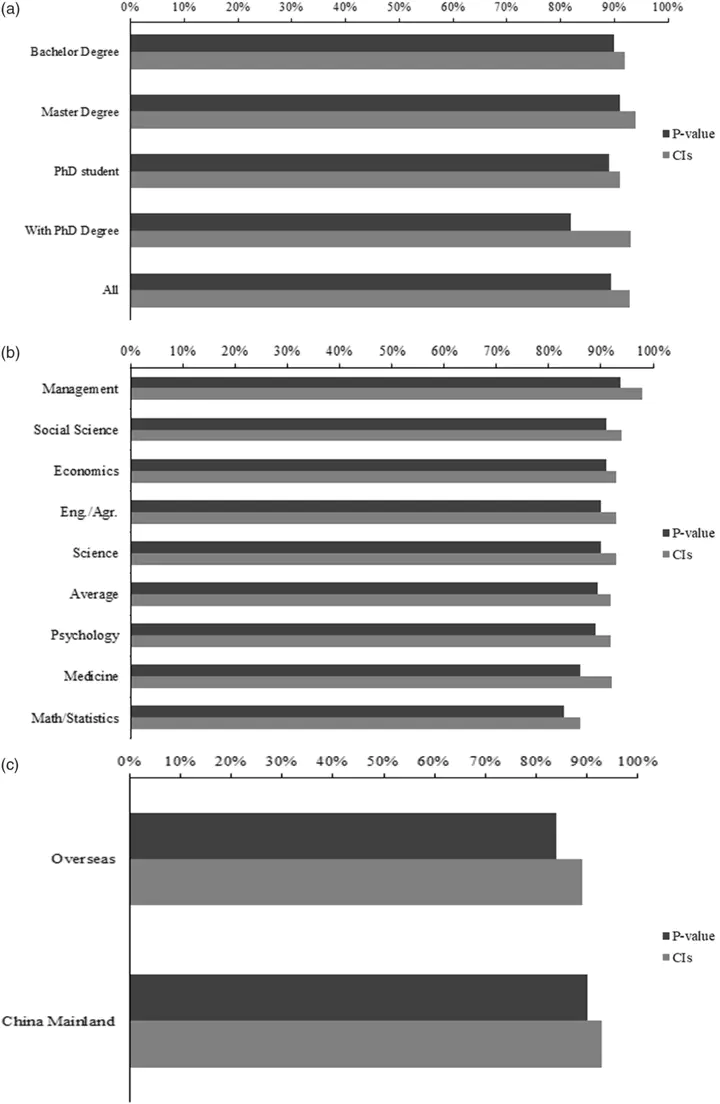 (a)
0% 10% 20% 30% 40% 50% 60% 70% 80% 90% 100%
Bachelor Degree
Master Degree
PhD student
With PhD Degree
All
P-value
CIs
(b)
0% 10% 20% 30% 40% 50% 60% 70% 80% 90% 100%
Management
Social Science
Economics
Eng./Agr.
Science
Average
Psychology
Medicine
Math/Statistics
P-value
CIs
(c)
0% 10% 20% 30% 40% 50% 60% 70% 80% 90% 100%
Overseas
China Mainland
P-value
CIs